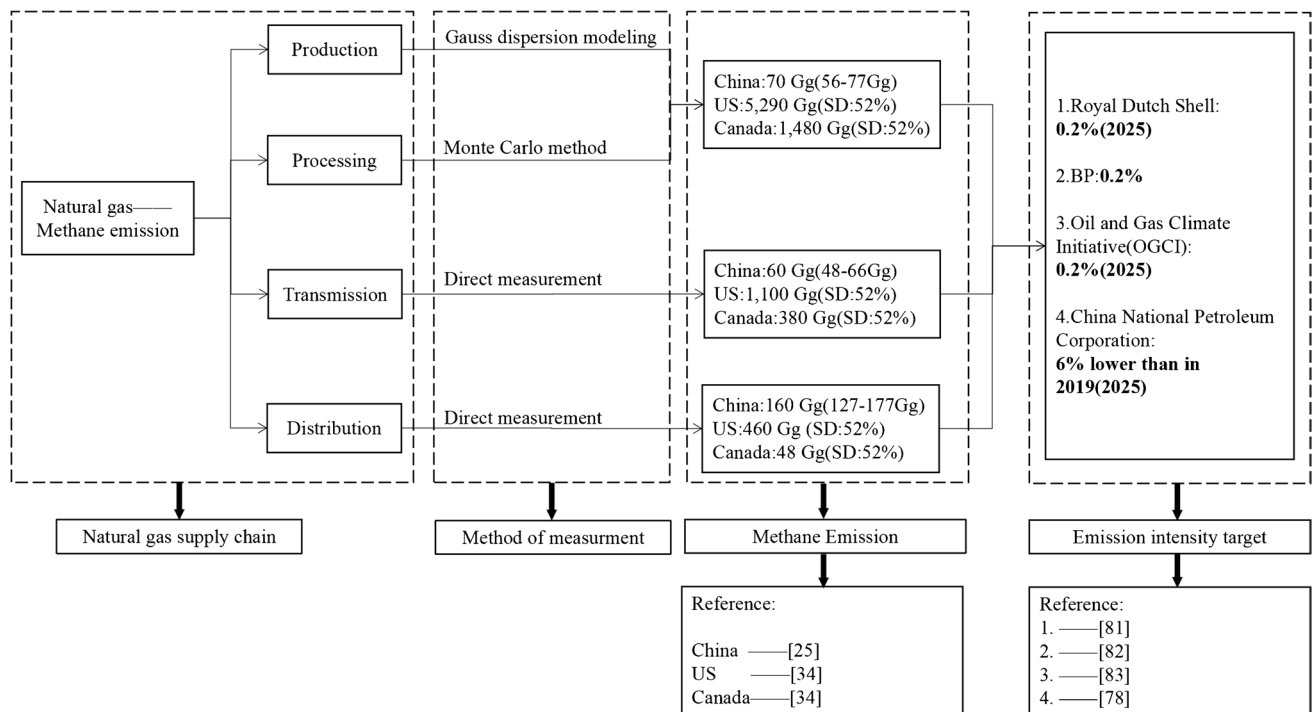 Natural gas——
Methane emission
Production
Processing
Transmission
Distribution
Natural gas supply chain
Gauss dispersion modeling
Monte Carlo method
Direct measurement
Direct measurement
Method of measurment
China:70 Gg(56-77Gg)
US:5,290 Gg(SD:52%)
Canada:1,480 Gg(SD:52%)
China:60 Gg(48-66Gg)
US:1,100 Gg(SD:52%)
Canada:380 Gg(SD:52%)
China:160 Gg(127-177Gg)
US:460 Gg (SD:52%)
Canada:48 Gg(SD:52%)
Methane Emission
Reference:
China ——[25]
US ——[34]
Canada——[34]
1.Royal Dutch Shell:
0.2%(2025)
2.BP:0.2%
3.Oil and Gas Climate
Initiative(OGCI):
0.2%(2025)
4.China National Petroleum
Corporation:
6% lower than in
2019(2025)
Emission intensity target
Reference:
1. ——[81]
2. ——[82]
3. ——[83]
4. ——[78]